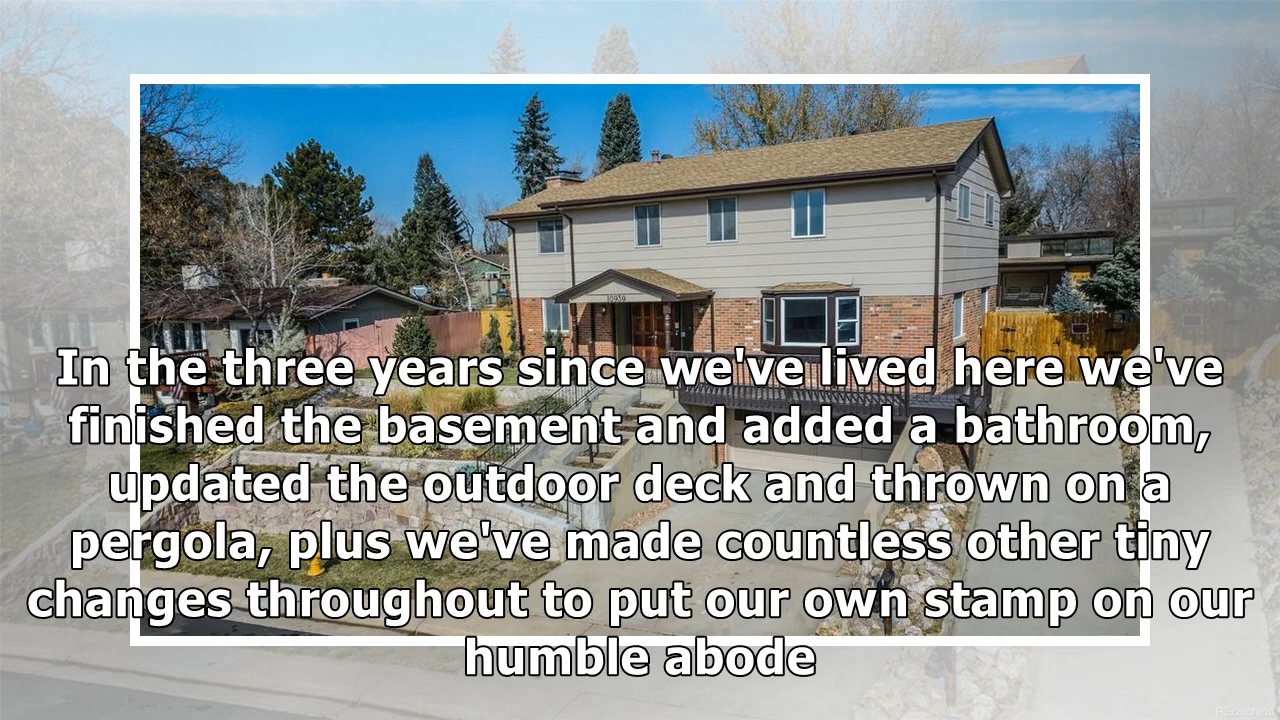 10939
In the three years since we've lived here we've
finished the basement and added a bathroom,
updated the outdoor deck and thrown on a
pergola, plus we've made countless other tiny
changes throughout to put our own stamp on our
humble abode
REcolorado